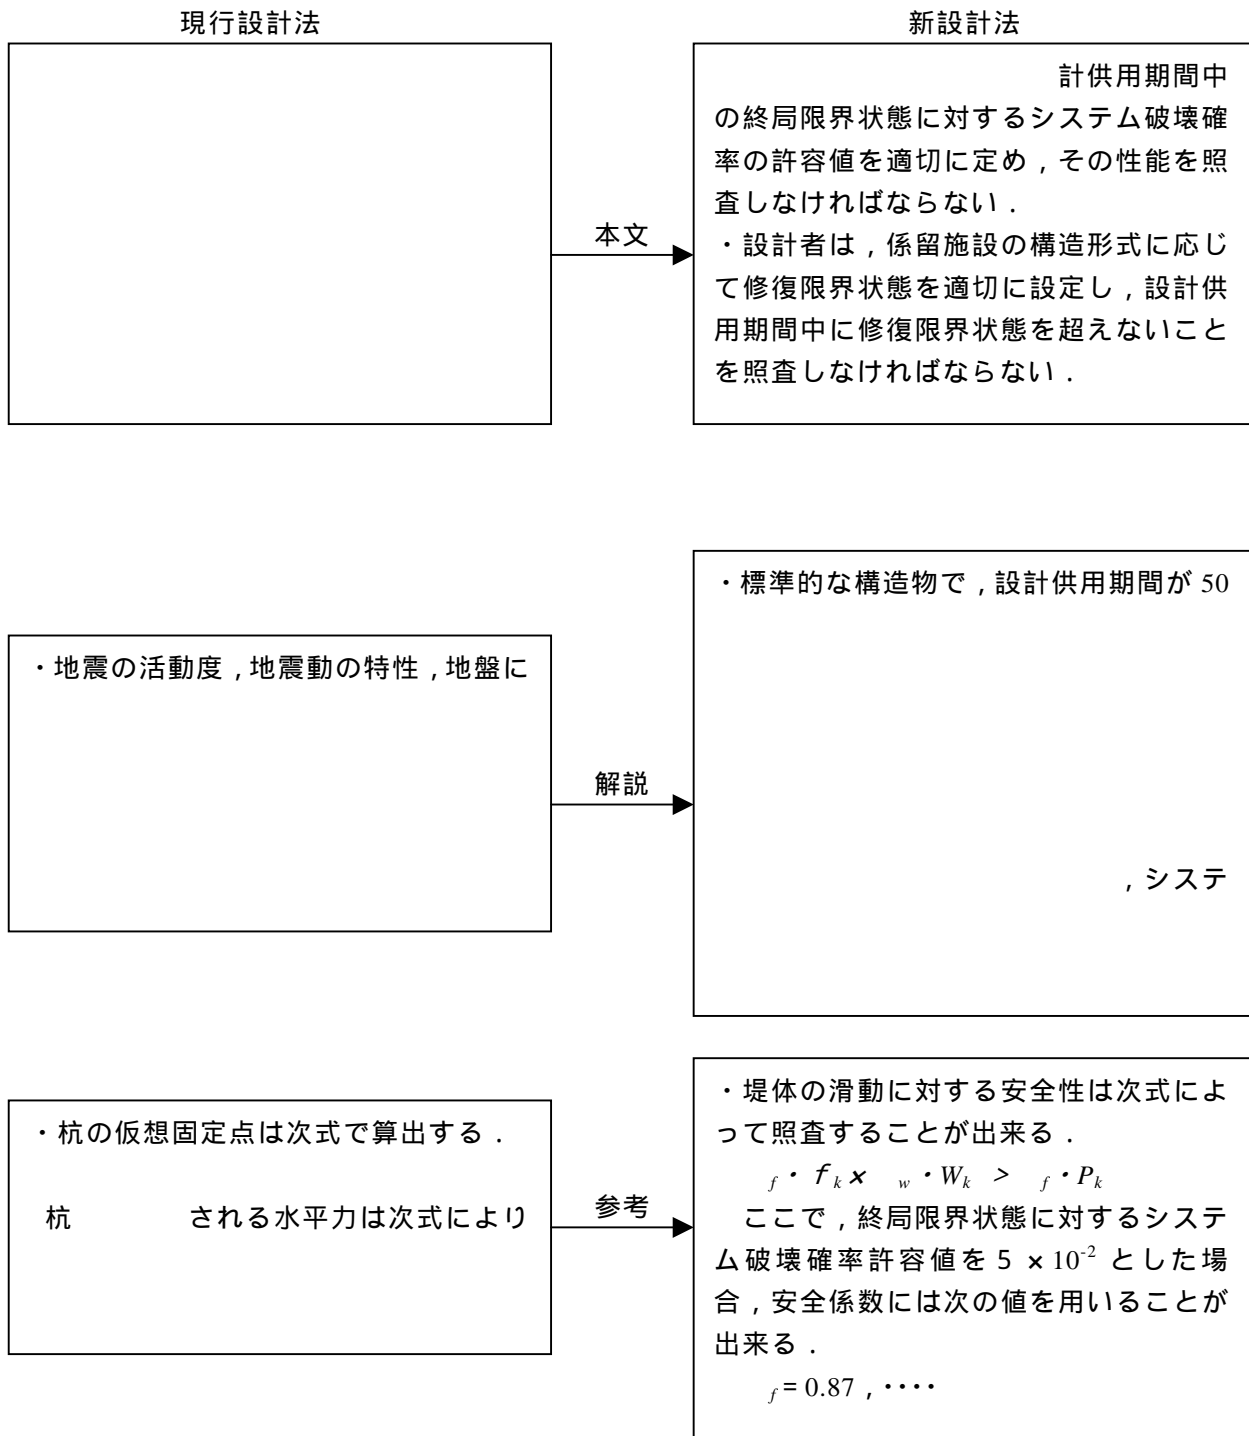 現行設計法
新設計法
計供用期間中
の終局限界状態に対するシステム破壊確
率の許容値を適切に定め,その性能を照
査しなければならない.
・設計者は,係留施設の構造形式に応じ
て修復限界状態を適切に設定し,設計供
用期間中に修復限界状態を超えないこと
を照査しなければならない.
本文
・地震の活動度,地震動の特性,地盤に
解説
・標準的な構造物で,設計供用期間が 50
,システ
・杭の仮想固定点は次式で算出する.
杭 される水平力は次式により
参考
・堤体の滑動に対する安全性は次式によ
って照査することが出来る.
f・f k× w・Wk > f・Pk
ここで,終局限界状態に対するシステ
ム破壊確率許容値を5 ×10-2 とした場
合,安全係数には次の値を用いることが
出来る.
f = 0.87 ,････